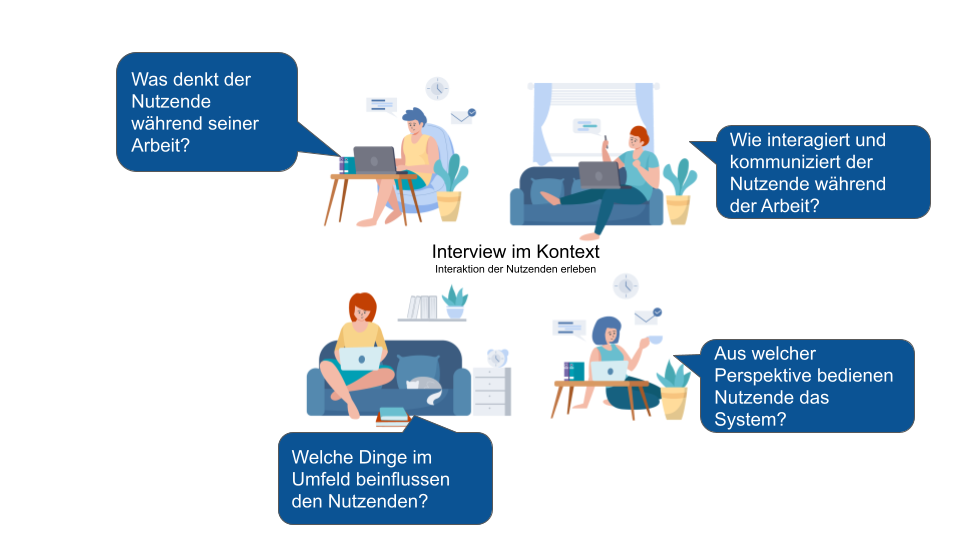 Was denkt der
Nutzende
während seiner
Arbeit?
Wie interagiert und
kommuniziert der
Nutzende während
der Arbeit?
Interview im Kontext
Interaktion der Nutzenden erleben
Aus welcher
Perspektive bedienen
Nutzende das
System?
Welche Dinge im
Umfeld beinflussen
den Nutzenden?